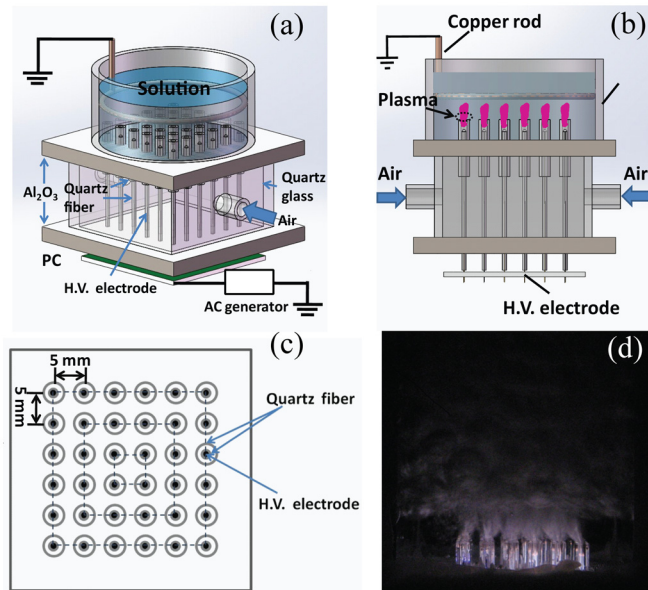 (a)
Solution
Al₂O₃
Quartz
fiber
Quartz
glass
Air
PC
H.V. electrode
AC generator
(b)
Copper rod
Plasma
Air
Air
H.V. electrode
(c)
5 mm
5 mm
Quartz fiber
H.V. electrode
(d)